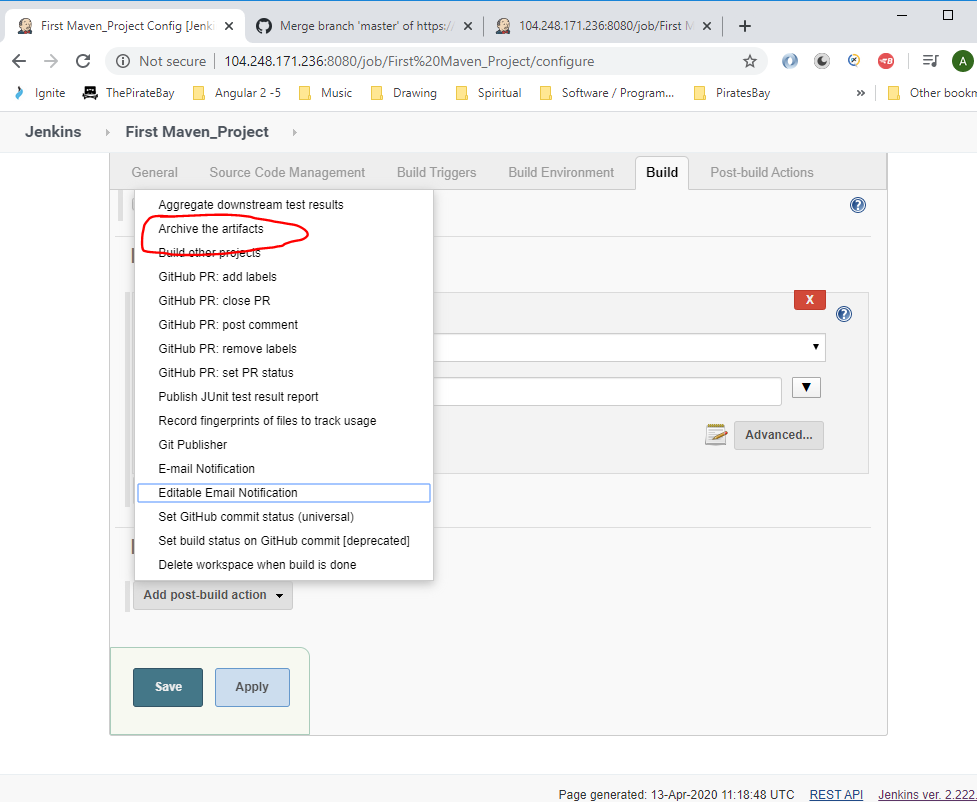 First Maven_Project Config [Jenki
Merge branch 'master' of https://
104.248.171.236:8080/job/First M
Not secure
104.248.171.236:8080/job/First%20Maven_Project/configure
A
Ignite
ThePirateBay
Angular 2 -5
Music
Drawing
Spiritual
Software / Program...
PiratesBay
»
Other bookm
Jenkins
First Maven_Project
General
Source Code Management
Build Triggers
Build Environment
Build
Post-build Actions
Aggregate downstream test results
Archive the artifacts
Build other projects
GitHub PR: add labels
GitHub PR: close PR
GitHub PR: post comment
GitHub PR: remove labels
GitHub PR: set PR status
Publish JUnit test result report
Record fingerprints of files to track usage
Git Publisher
E-mail Notification
Editable Email Notification
Set GitHub commit status (universal)
Set build status on GitHub commit [deprecated]
Delete workspace when build is done
X
Advanced...
Add post-build action
Save
Apply
Page generated: 13-Apr-2020 11:18:48 UTC
REST API
Jenkins ver. 2.222